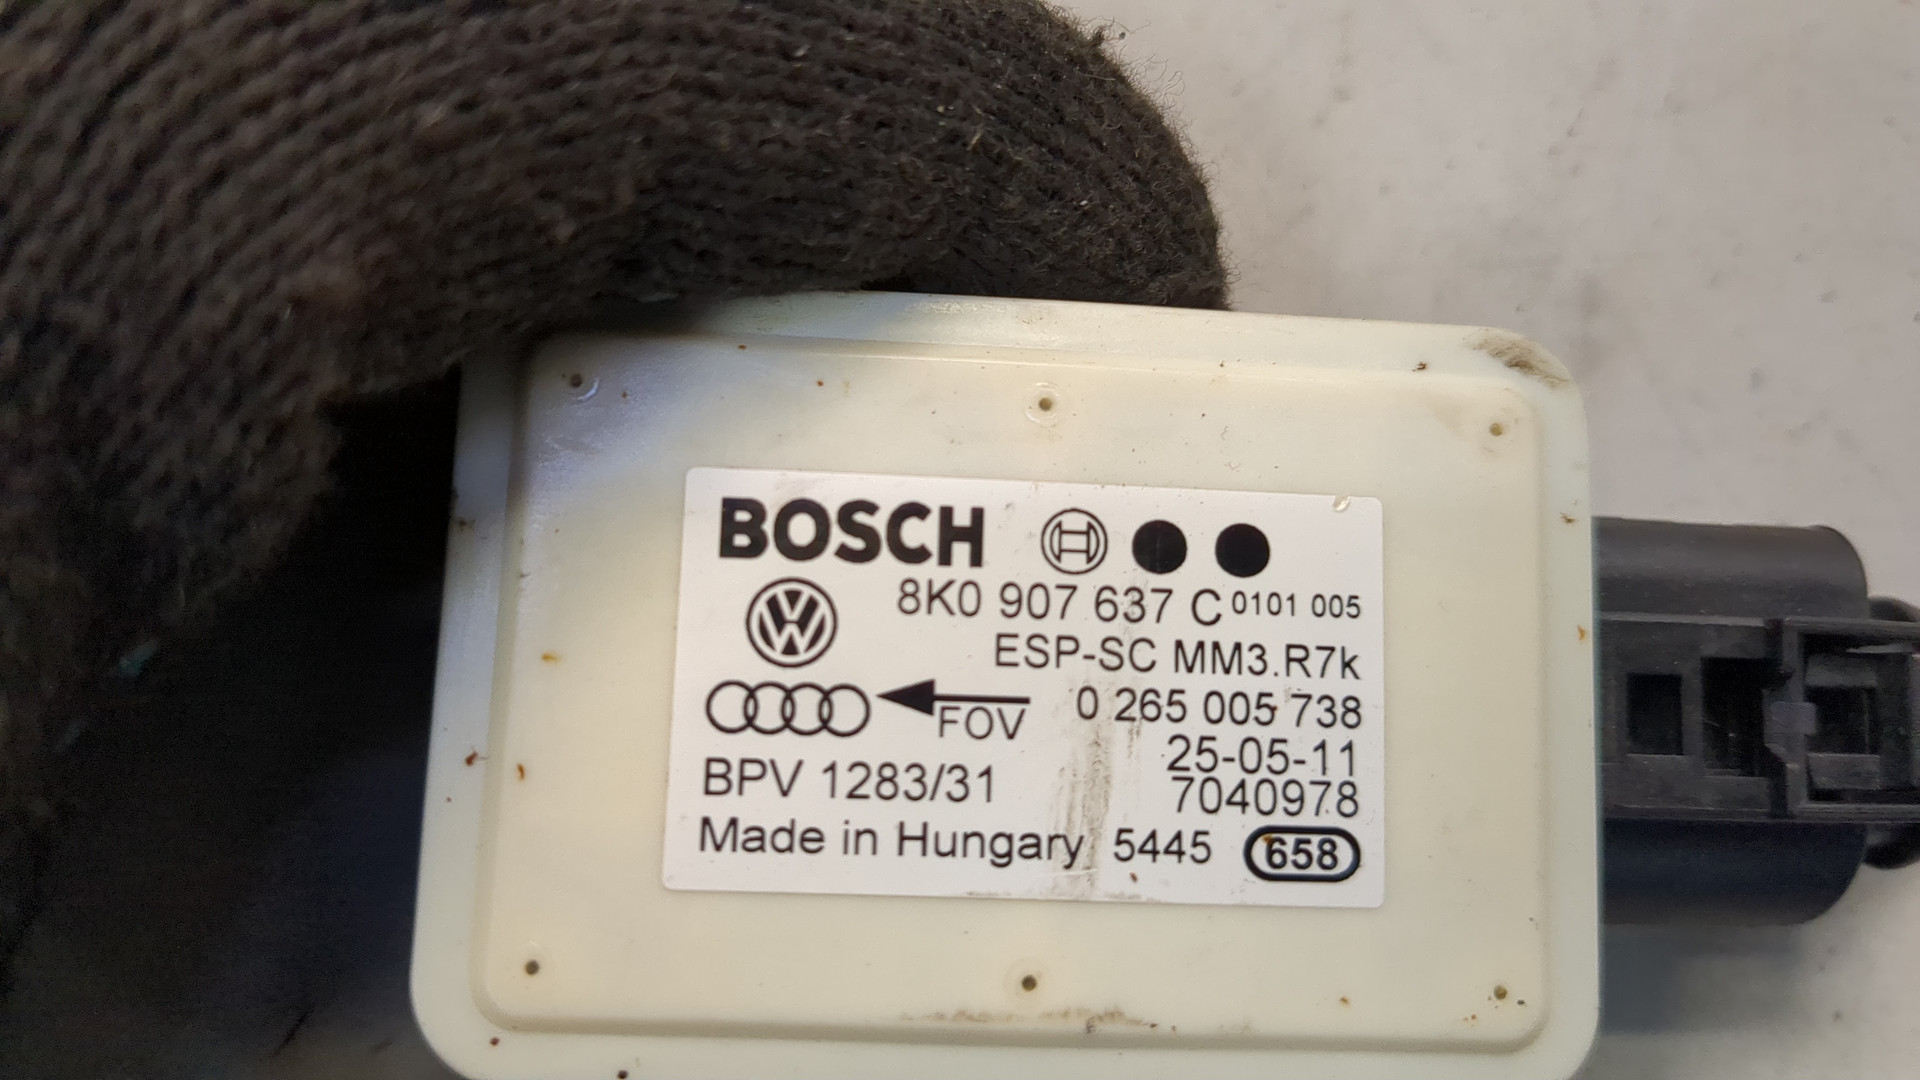 BOSCH
8K0 907 637 C 0101 005
ESP-SC MM3.R7k
FOV 0 265 005 738
25-05-11
BPV 1283/31 7040978
Made in Hungary 5445 658